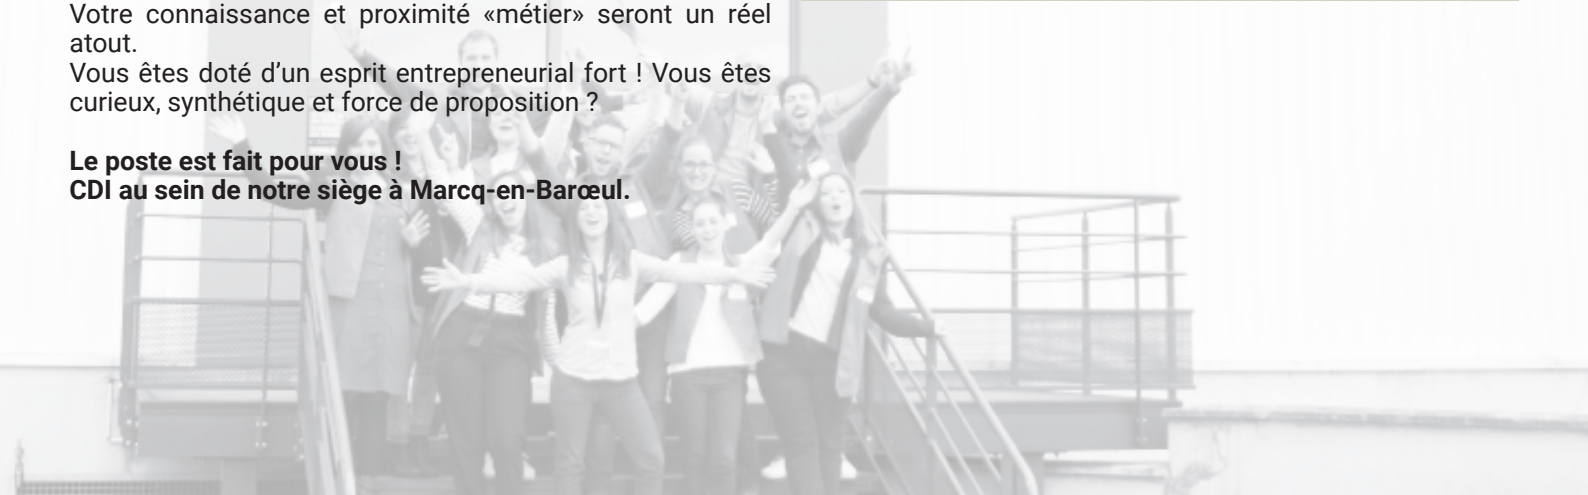 Votre connaissance et proximité «métier» seront un réel
atout.
Vous êtes doté d’un esprit entrepreneurial fort ! Vous êtes
curieux, synthétique et force de proposition ?
Le poste est fait pour vous !
CDI au sein de notre siège à Marcq-en-Barœul.